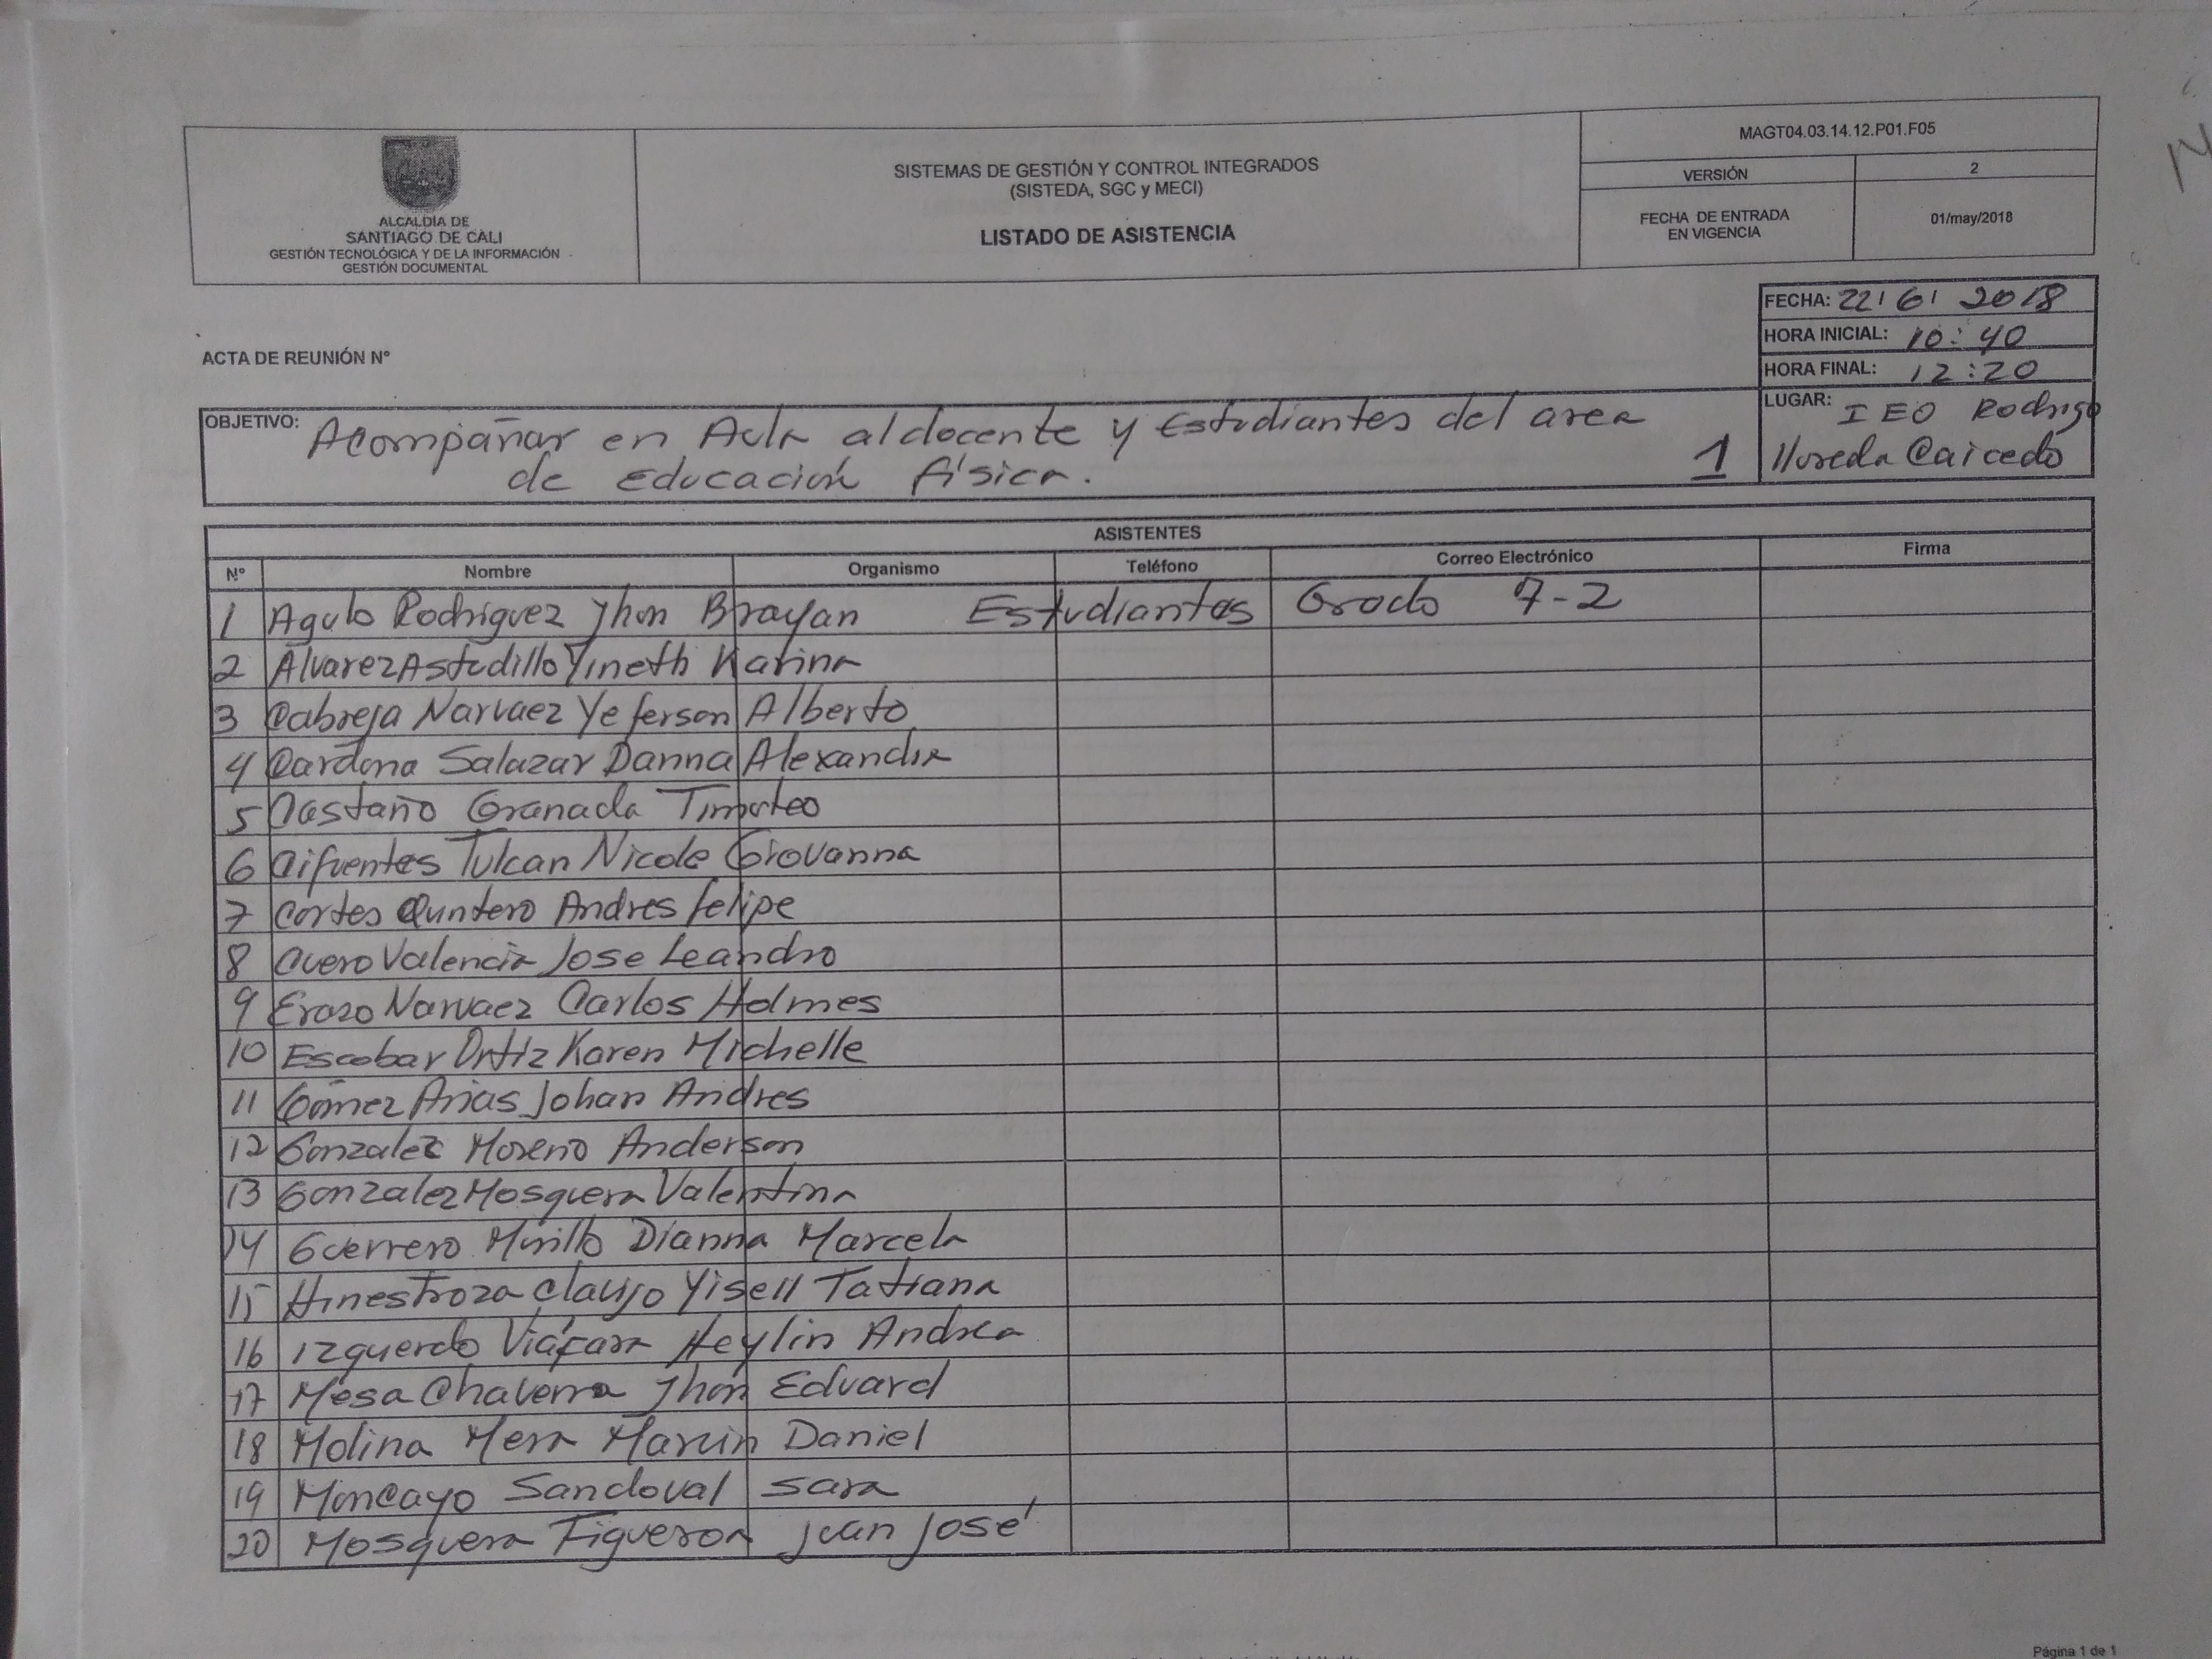 MAGT04.03.14.12.P01.F05
ALCALDÍA DE
SANTIAGO DE CALI
GESTIÓN TECNOLÓGICA Y DE LA INFORMACIÓN
GESTIÓN DOCUMENTAL
SISTEMAS DE GESTIÓN Y CONTROL INTEGRADOS
(SISTEDA, SGC y MECI)
LISTADO DE ASISTENCIA
VERSIÓN 2
FECHA DE ENTRADA
EN VIGENCIA
01/may/2018
FECHA: 22/6/2018
HORA INICIAL: 10:40
HORA FINAL: 12:20
ACTA DE REUNIÓN Nº
LUGAR: IEO Rodrigo
Lloreda Caicedo
OBJETIVO: Acompañar en Aula al docente y Estudiantes del area
de Educación física. 1
ASISTENTES
Nº Nombre Organismo Teléfono Correo Electrónico Firma
1 Agulo Rodriguez Jhon Brayan Estudiantes Grado 7-2
2 Alvarez Astudillo Yineth Karina
3 Cabreja Narvaez Yeferson Alberto
4 Cardona Salazar Danna Alexandra
5 Castaño Granada Timoteo
6 Cifuentes Tulcan Nicole Giovanna
7 Cortes Quntero Andres felipe
8 Cuero Valencia Jose Leandro
9 Erazo Narvaez Carlos Holmes
10 Escobar Ortiz Karen Michelle
11 Gómez Arias Johan Andres
12 Gonzalez Moreno Anderson
13 Gonzalez Mosquera Valentina
14 Guerrero Murillo Dianna Marcela
15 Hinestroza Clavijo Yisell Tatiana
16 Izquerdo Viáfara Heylin Andrea
17 Mesa Chaverra Jhon Eduard
18 Molina Mera Marvin Daniel
19 Moncayo Sandoval Sara
20 Mosquera Figueroa Juan José
Página 1 de 1